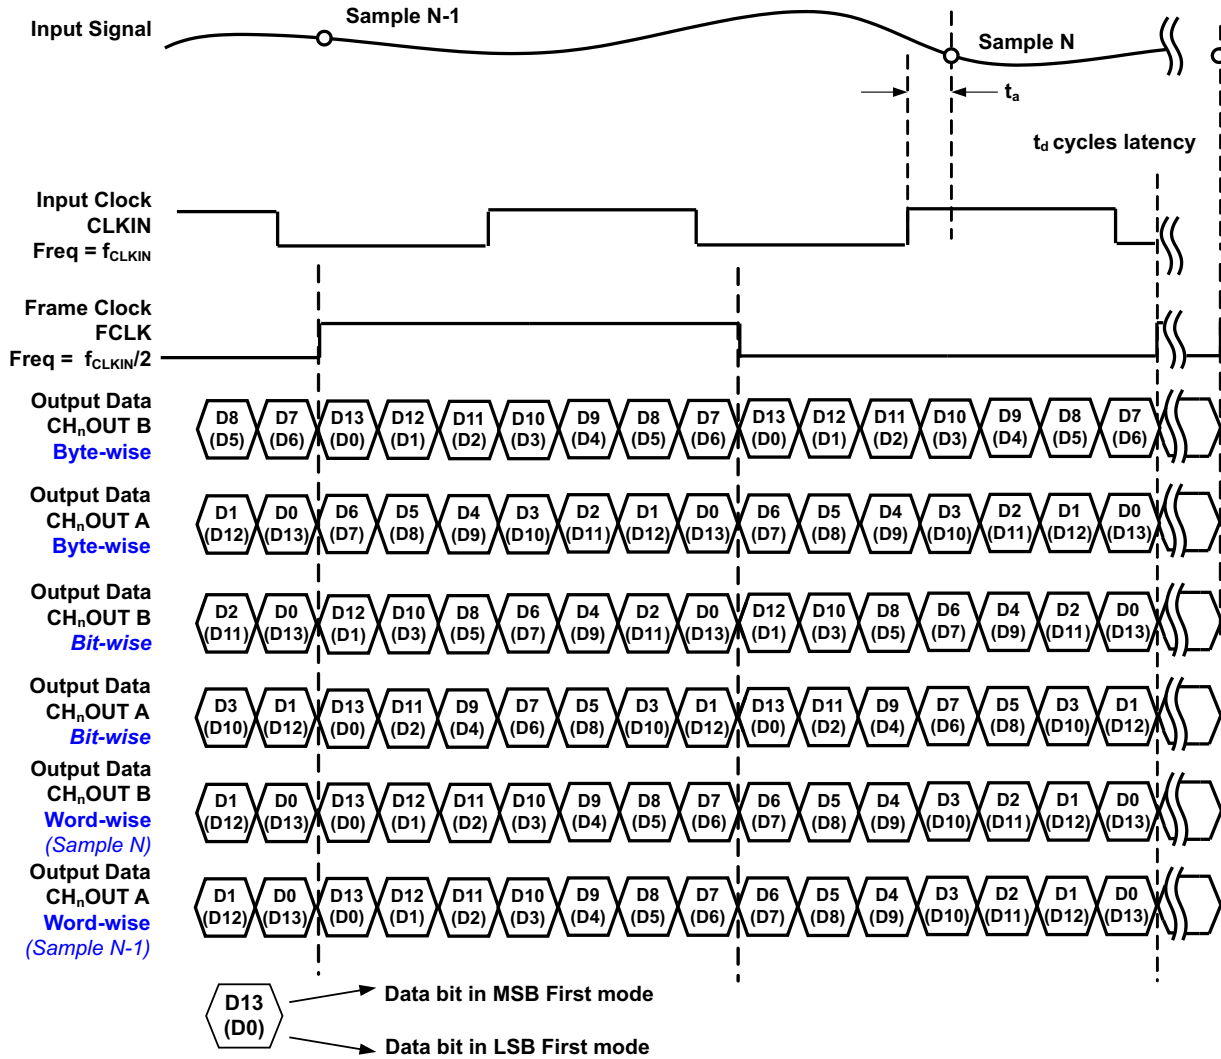 Input Signal
Sample N-1
Sample N
ta
td cycles latency
Input Clock
CLKIN
Freq = fCLKIN
Frame Clock
FCLK
Freq = fCLKIN/2
Output Data
CHnOUT B
Byte-wise
D8 D7 D13 D12 D11 D10 D9 D8 D7 D13 D12 D11 D10 D9 D8 D7
(D5) (D6) (D0) (D1) (D2) (D3) (D4) (D5) (D6) (D0) (D1) (D2) (D3) (D4) (D5) (D6)
Output Data
CHnOUT A
Byte-wise
D1 D0 D6 D5 D4 D3 D2 D1 D0 D6 D5 D4 D3 D2 D1 D0
(D12) (D13) (D7) (D8) (D9) (D10) (D11) (D12) (D13) (D7) (D8) (D9) (D10) (D11) (D12) (D13)
Output Data
CHnOUT B
Bit-wise
D2 D0 D12 D10 D8 D6 D4 D2 D0 D12 D10 D8 D6 D4 D2 D0
(D11) (D13) (D1) (D3) (D5) (D7) (D9) (D11) (D13) (D1) (D3) (D5) (D7) (D9) (D11) (D13)
Output Data
CHnOUT A
Bit-wise
D3 D1 D13 D11 D9 D7 D5 D3 D1 D13 D11 D9 D7 D5 D3 D1
(D10) (D12) (D0) (D2) (D4) (D6) (D8) (D10) (D12) (D0) (D2) (D4) (D6) (D8) (D10) (D12)
Output Data
CHnOUT B
Word-wise
(Sample N)
D1 D0 D13 D12 D11 D10 D9 D8 D7 D6 D5 D4 D3 D2 D1 D0
(D12) (D13) (D0) (D1) (D2) (D3) (D4) (D5) (D6) (D7) (D8) (D9) (D10) (D11) (D12) (D13)
Output Data
CHnOUT A
Word-wise
(Sample N-1)
D1 D0 D13 D12 D11 D10 D9 D8 D7 D6 D5 D4 D3 D2 D1 D0
(D12) (D13) (D0) (D1) (D2) (D3) (D4) (D5) (D6) (D7) (D8) (D9) (D10) (D11) (D12) (D13)
D13
(D0)
Data bit in MSB First mode
Data bit in LSB First mode